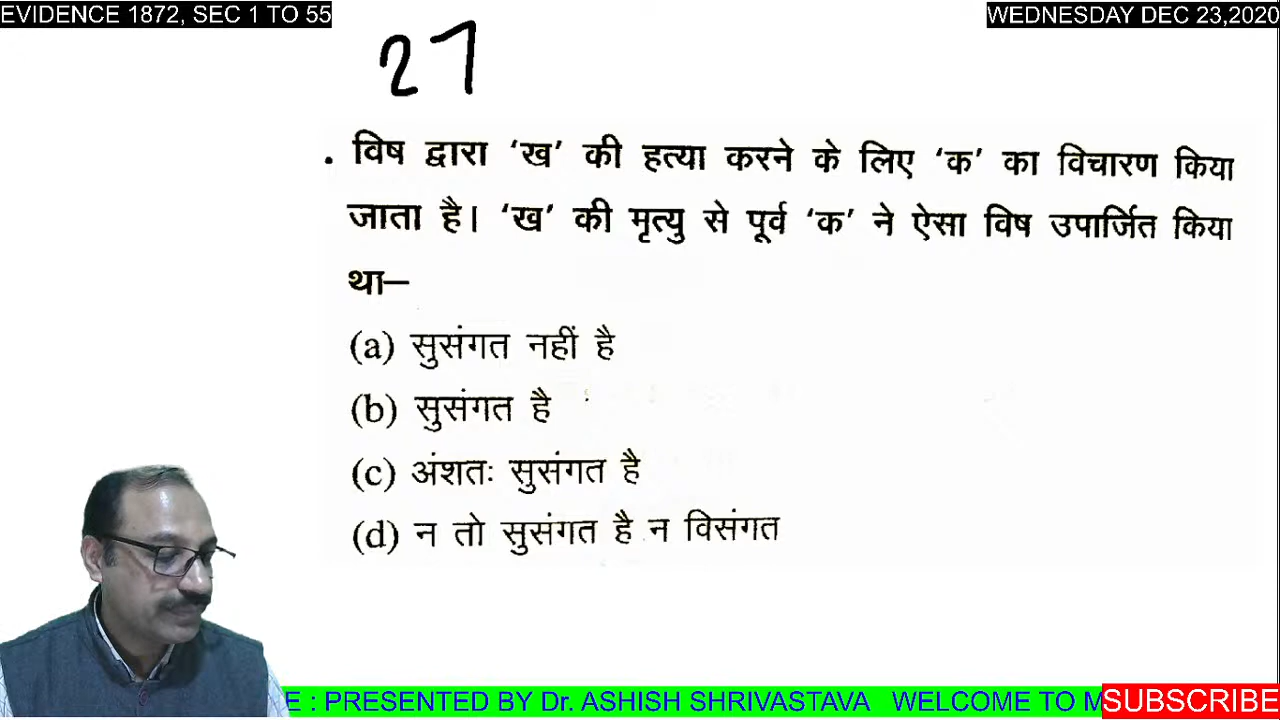 EVIDENCE 1872, SEC 1 TO 55
WEDNESDAY DEC 23,2020
27
. विष द्वारा ‘ख’ की हत्या करने के लिए ‘क’ का विचारण किया
जाता है। ‘ख’ की मृत्यु से पूर्व ‘क’ ने ऐसा विष उपार्जित किया
था–
(a) सुसंगत नहीं है
(b) सुसंगत है
(c) अंशतः सुसंगत है
(d) न तो सुसंगत है न विसंगत
E : PRESENTED BY Dr. ASHISH SHRIVASTAVA WELCOME TO M
SUBSCRIBE